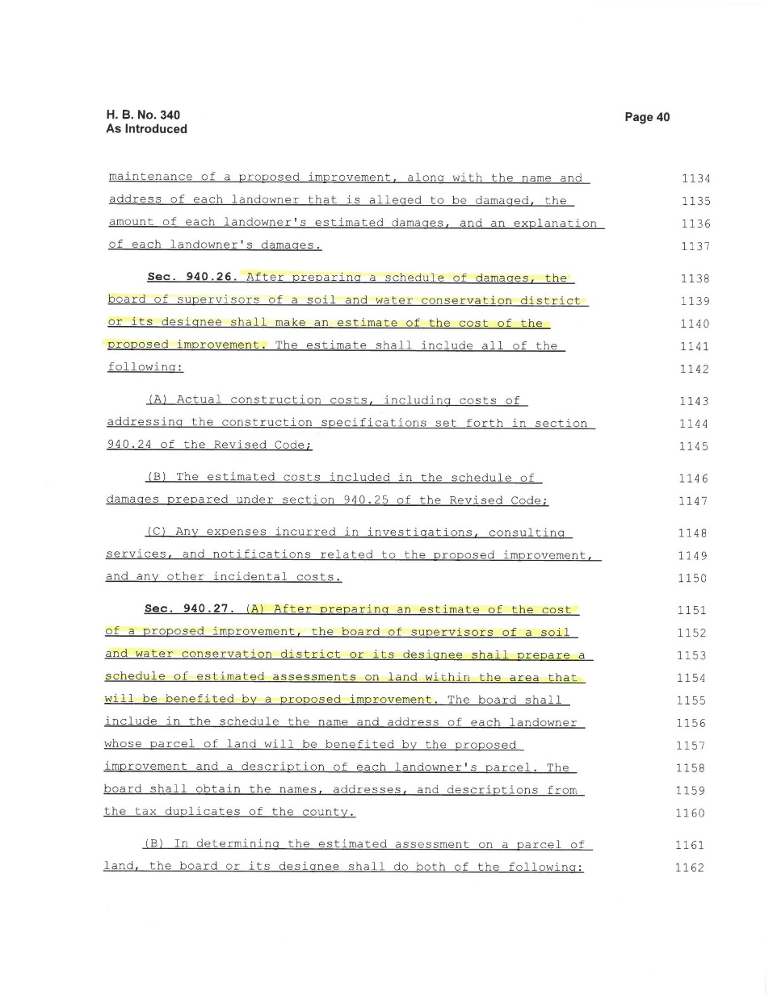 H. B. No. 340 Page 40
As Introduced
maintenance of a proposed improvement, along with the name and 1134
address of each landowner that is alleged to be damaged, the 1135
amount of each landowner's estimated damages, and an explanation 1136
of each landowner's damages. 1137
Sec. 940.26. After preparing a schedule of damages, the 1138
board of supervisors of a soil and water conservation district 1139
or its designee shall make an estimate of the cost of the 1140
proposed improvement. The estimate shall include all of the 1141
following: 1142
(A) Actual construction costs, including costs of 1143
addressing the construction specifications set forth in section 1144
940.24 of the Revised Code; 1145
(B) The estimated costs included in the schedule of 1146
damages prepared under section 940.25 of the Revised Code; 1147
(C) Any expenses incurred in investigations, consulting 1148
services, and notifications related to the proposed improvement, 1149
and any other incidental costs. 1150
Sec. 940.27. (A) After preparing an estimate of the cost 1151
of a proposed improvement, the board of supervisors of a soil 1152
and water conservation district or its designee shall prepare a 1153
schedule of estimated assessments on land within the area that 1154
will be benefited by a proposed improvement. The board shall 1155
include in the schedule the name and address of each landowner 1156
whose parcel of land will be benefited by the proposed 1157
improvement and a description of each landowner's parcel. The 1158
board shall obtain the names, addresses, and descriptions from 1159
the tax duplicates of the county. 1160
(B) In determining the estimated assessment on a parcel of 1161
land, the board or its designee shall do both of the following: 1162